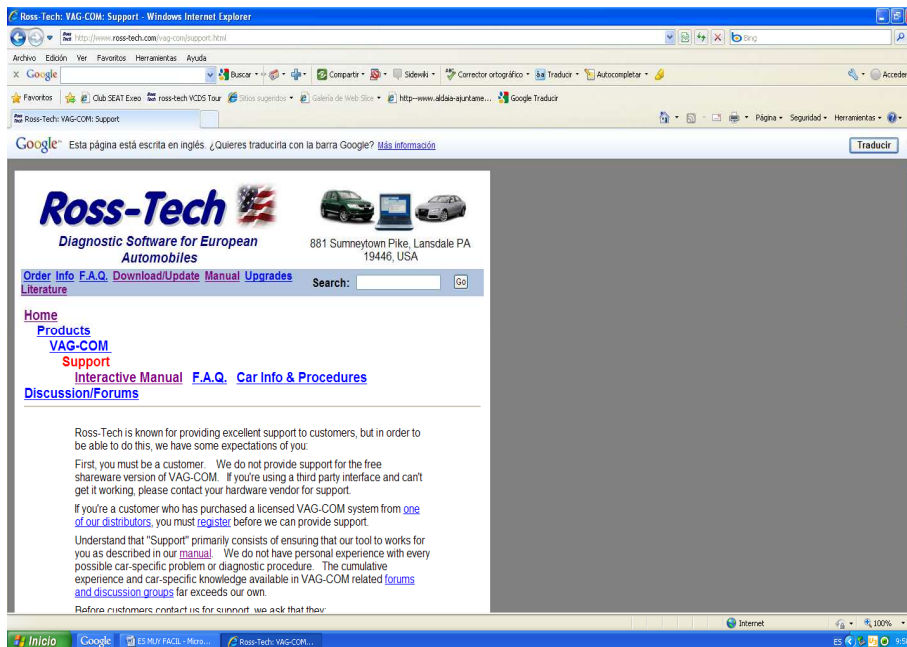 Ross-Tech: VAG-COM: Support - Windows Internet Explorer
http://www.ross-tech.com/vag-com/support.html
Bing
Archivo Edición Ver Favoritos Herramientas Ayuda
x Google Buscar Compartir Sidewiki Corrector ortográfico Traducir Autocompletar Acceder
Favoritos Club SEAT Exeo ross-tech VCDS Tour Sitios sugeridos Galería de Web Slice http--www.aldaia-ajuntame... Google Traducir
Ross-Tech: VAG-COM: Support Página Seguridad Herramientas
Google Esta página está escrita en inglés. ¿Quieres traducirla con la barra Google? Más información Traducir
Ross-Tech
Diagnostic Software for European
Automobiles
881 Sumneytown Pike, Lansdale PA
19446, USA
Order Info F.A.Q. Download/Update Manual Upgrades
Literature
Search: Go
Home
Products
VAG-COM
Support
Interactive Manual F.A.Q. Car Info & Procedures
Discussion/Forums
Ross-Tech is known for providing excellent support to customers, but in order to
be able to do this, we have some expectations of you:
First, you must be a customer. We do not provide support for the free
shareware version of VAG-COM. If you're using a third party interface and can't
get it working, please contact your hardware vendor for support.
If you're a customer who has purchased a licensed VAG-COM system from one
of our distributors, you must register before we can provide support.
Understand that "Support" primarily consists of ensuring that our tool to works for
you as described in our manual. We do not have personal experience with every
possible car-specific problem or diagnostic procedure. The cumulative
experience and car-specific knowledge available in VAG-COM related forums
and discussion groups far exceeds our own.
Before customers contact us for support, we ask that they:
Internet 100%
Inicio Google ES MUY FACIL - Micro... Ross-Tech: VAG-COM... ES